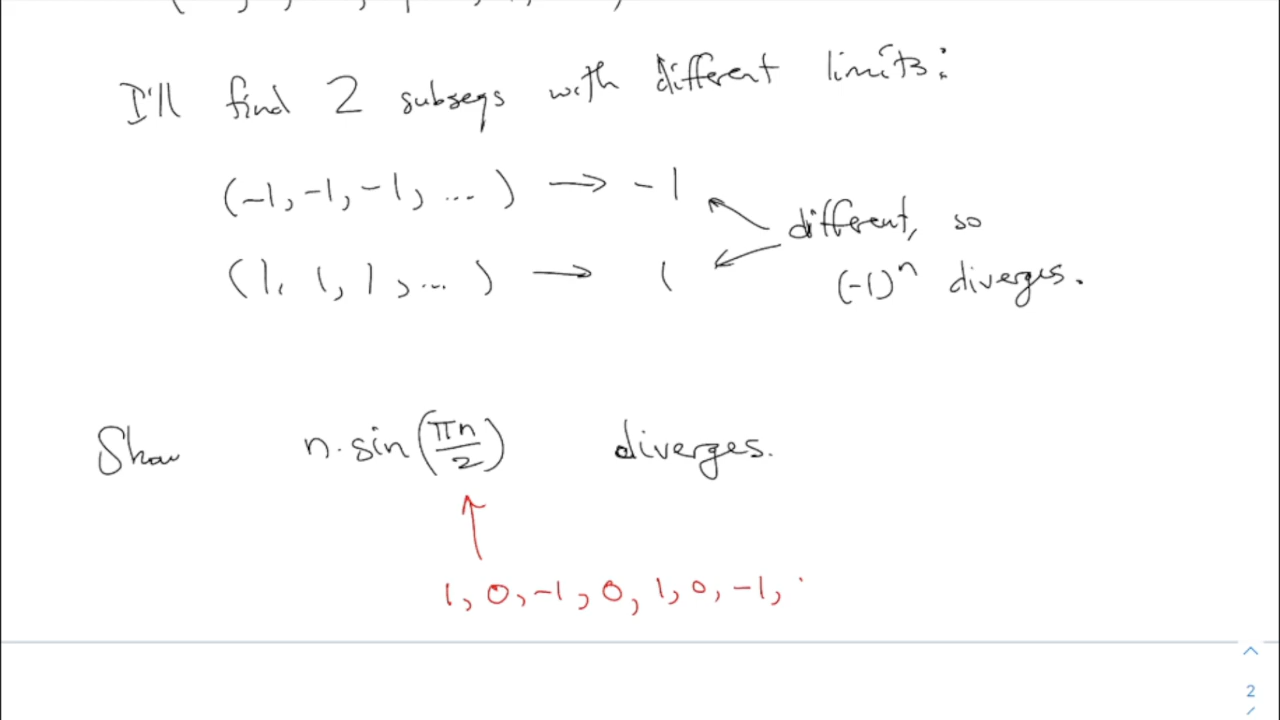 I'll find 2 subseqs with different limits:
(-1, -1, -1, ...) → -1
different, so
(1, 1, 1, ...) → 1
(-1)^n diverges.
Show n·sin(πn/2) diverges.
1, 0, -1, 0, 1, 0, -1,
2